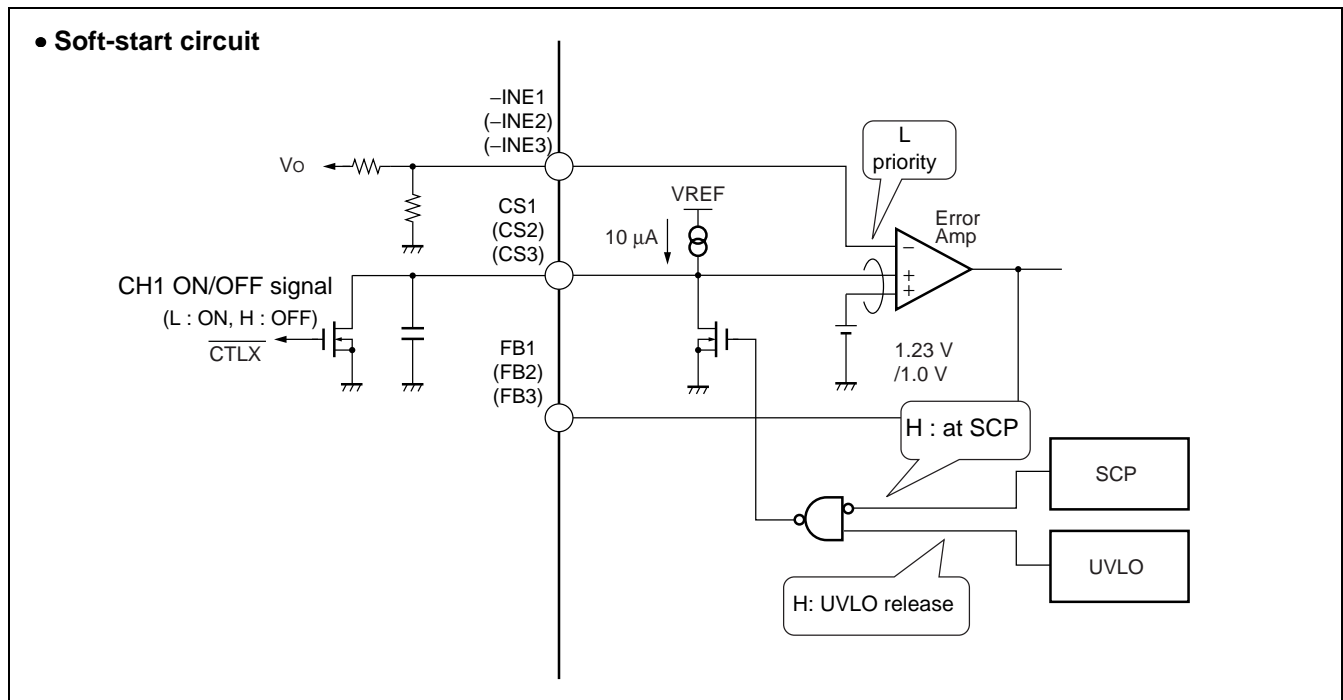 • Soft-start circuit
−INE1
(−INE2)
(−INE3)
L
priority
Vo
CS1
(CS2)
(CS3)
VREF
10 μA
Error
Amp
−
+
+
CH1 ON/OFF signal
(L : ON, H : OFF)
CTLX
FB1
(FB2)
(FB3)
1.23 V
/1.0 V
H : at SCP
SCP
UVLO
H: UVLO release